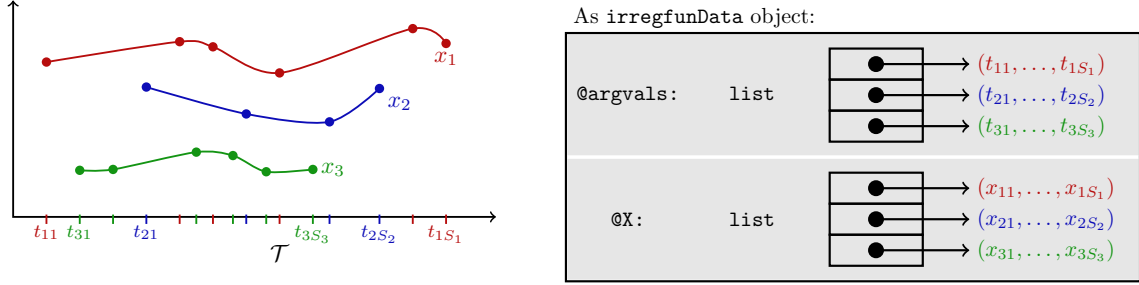 x₁
x₂
x₃
t₁₁ t₃₁ t₂₁ t₃S₃ t₂S₂ t₁S₁
𝒯
As irregfunData object:
@argvals: list
(t₁₁, …, t₁S₁)
(t₂₁, …, t₂S₂)
(t₃₁, …, t₃S₃)
@X: list
(x₁₁, …, x₁S₁)
(x₂₁, …, x₂S₂)
(x₃₁, …, x₃S₃)